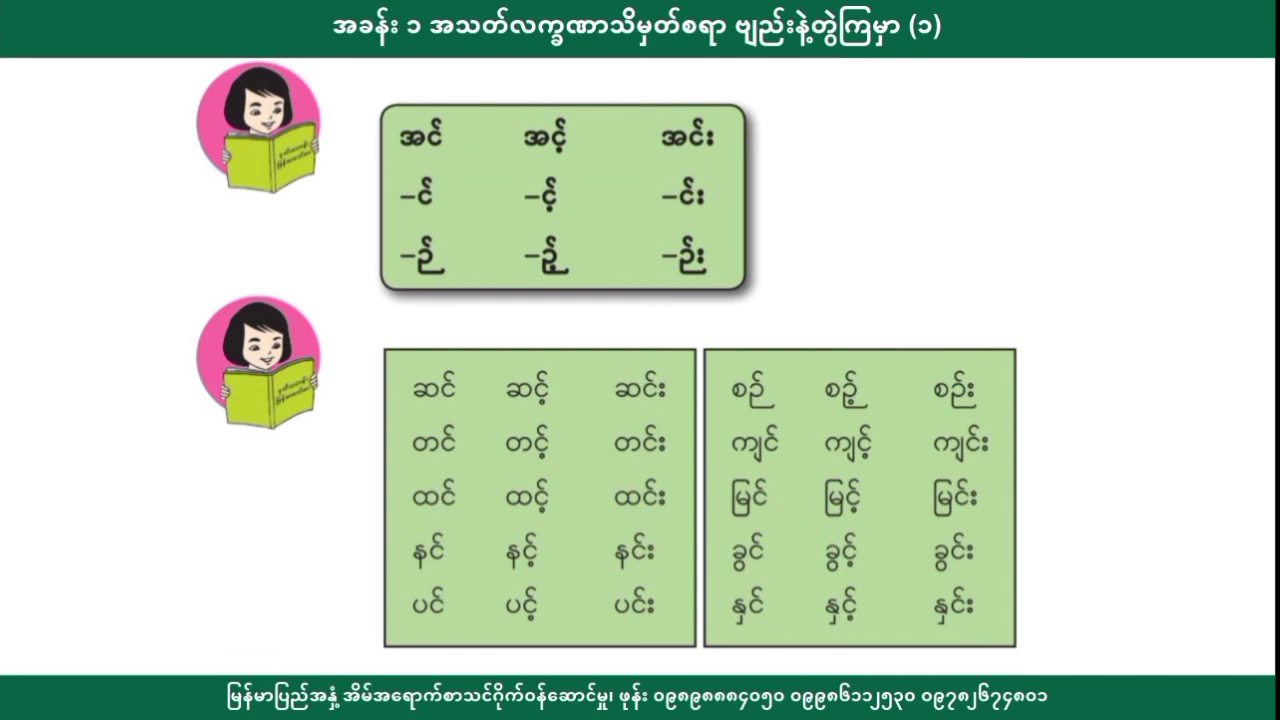 အခန်း ၁ အသတ်လက္ခဏာသိမှတ်စရာ ဗျည်းနဲ့တွဲကြမှာ (၁)
အင် အင့် အင်း
–င် –င့် –င်း
–ဉ် –ဉ့် –ဉ်း
ဆင် ဆင့် ဆင်း စဉ် စဉ့် စဉ်း
တင် တင့် တင်း ကျင် ကျင့် ကျင်း
ထင် ထင့် ထင်း မြင် မြင့် မြင်း
နင် နင့် နင်း ခွင် ခွင့် ခွင်း
ပင် ပင့် ပင်း နှင် နှင့် နှင်း
မြန်မာပြည်အနှံ့ အိမ်အရောက်စာသင်ဂိုက်ဝန်ဆောင်မှု၊ ဖုန်း ၀၉၈၉၈၈၈၄၀၅၀ ၀၉၉၈၆၁၁၂၅၃၀ ၀၉၇၈၂၆၇၄၈၀၁